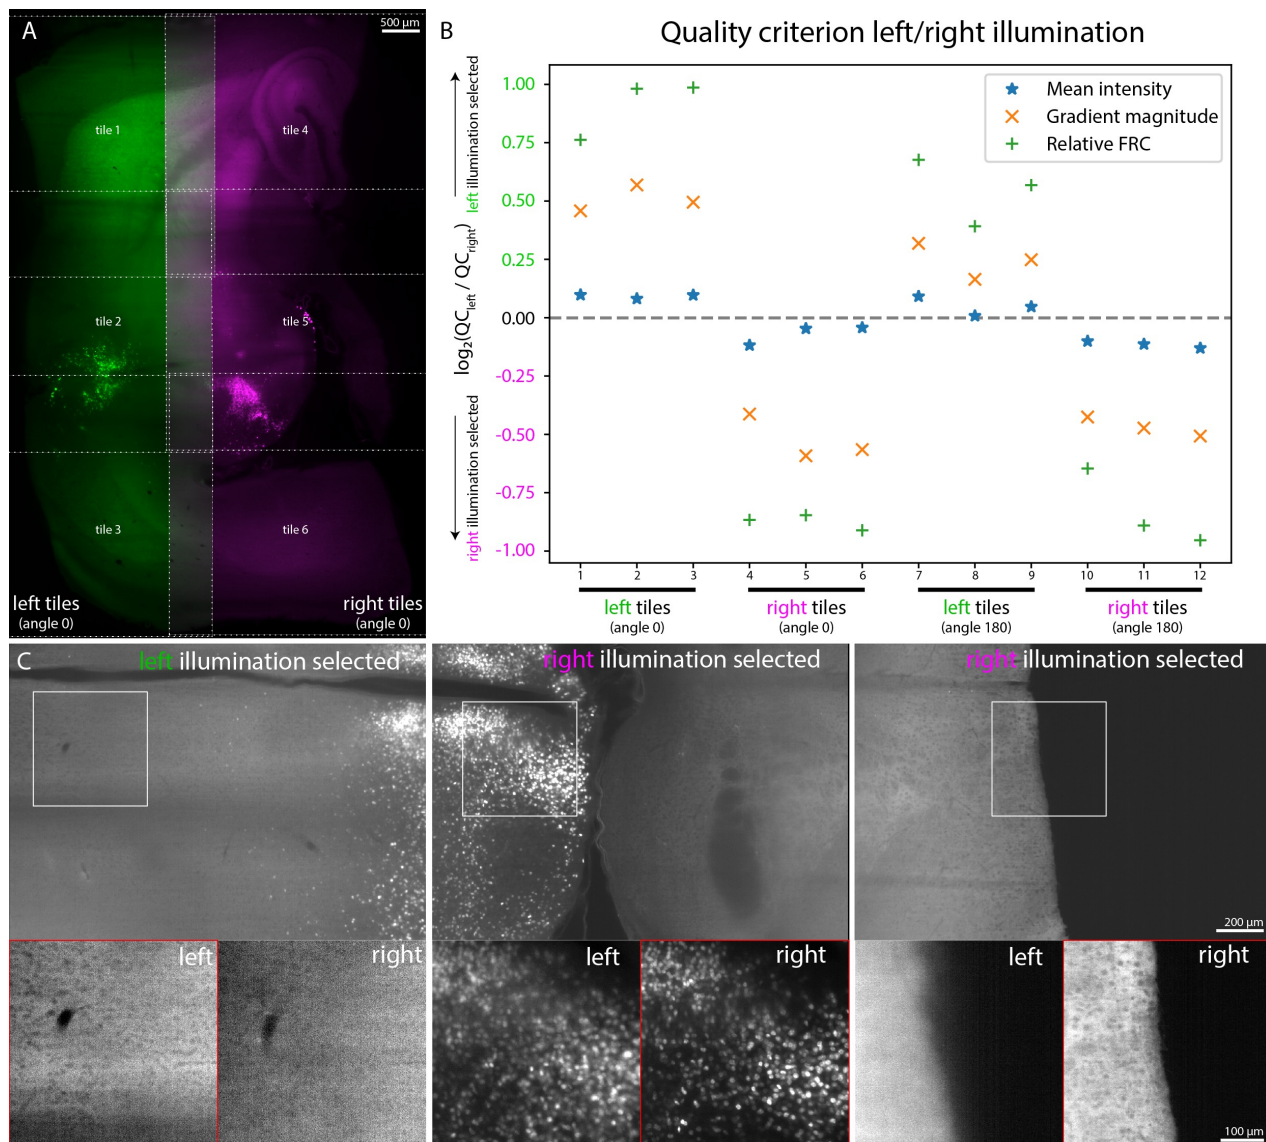 A
500 µm
tile 1
tile 4
tile 2
tile 5
tile 3
tile 6
left tiles
(angle 0)
right tiles
(angle 0)
B
Quality criterion left/right illumination
left illumination selected
log₂(QC_left / QC_right)
right illumination selected
1.00
0.75
0.50
0.25
0.00
-0.25
-0.50
-0.75
-1.00
Mean intensity
Gradient magnitude
Relative FRC
1 2 3 4 5 6 7 8 9 10 11 12
left tiles
(angle 0)
right tiles
(angle 0)
left tiles
(angle 180)
right tiles
(angle 180)
C
left illumination selected
right illumination selected
right illumination selected
200 µm
left
right
left
right
left
right
100 µm